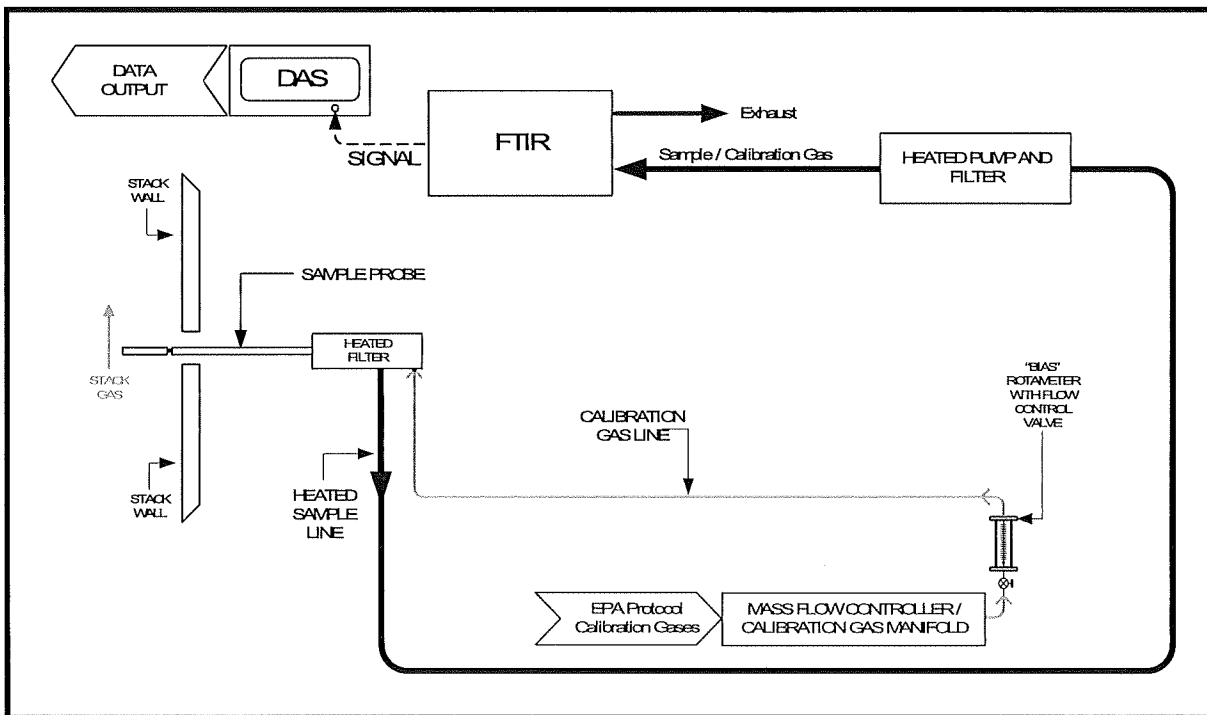 DATA
OUTPUT
DAS
SIGNAL
FTIR
Exhaust
Sample / Calibration Gas
HEATED PUMP AND
FILTER
STACK
WALL
SAMPLE PROBE
HEATED
FILTER
STACK
GAS
"BIAS"
ROTAMETER
WITH FLOW
CONTROL
VALVE
CALIBRATION
GAS LINE
STACK
WALL
HEATED
SAMPLE
LINE
EPA Protocol
Calibration Gases
MASS FLOW CONTROLLER /
CALIBRATION GAS MANIFOLD